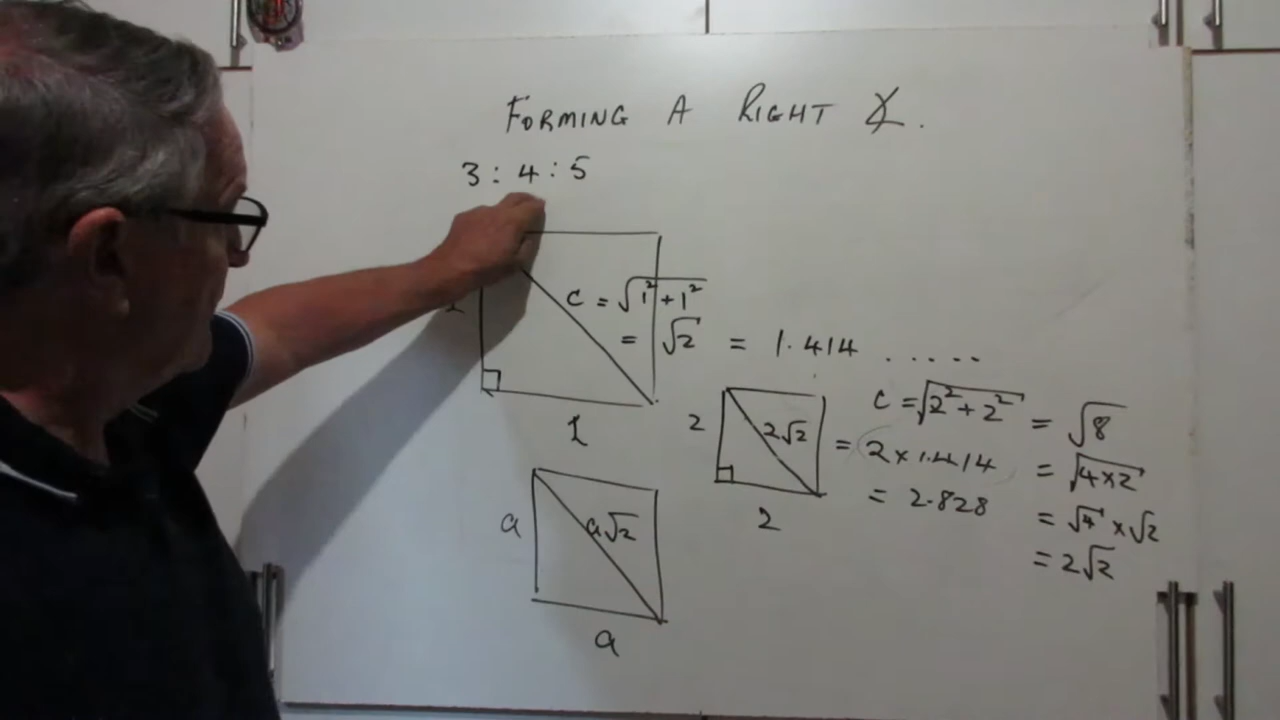 FORMING A RIGHT ∠.
3 : 4 : 5
c = √1²+1²
= √2 = 1.414 .....
1
2
2√2
2
c = √2²+2² = √8
= 2×1.414 = √4×2
= 2.828 = √4 × √2
= 2√2
a
a√2
a